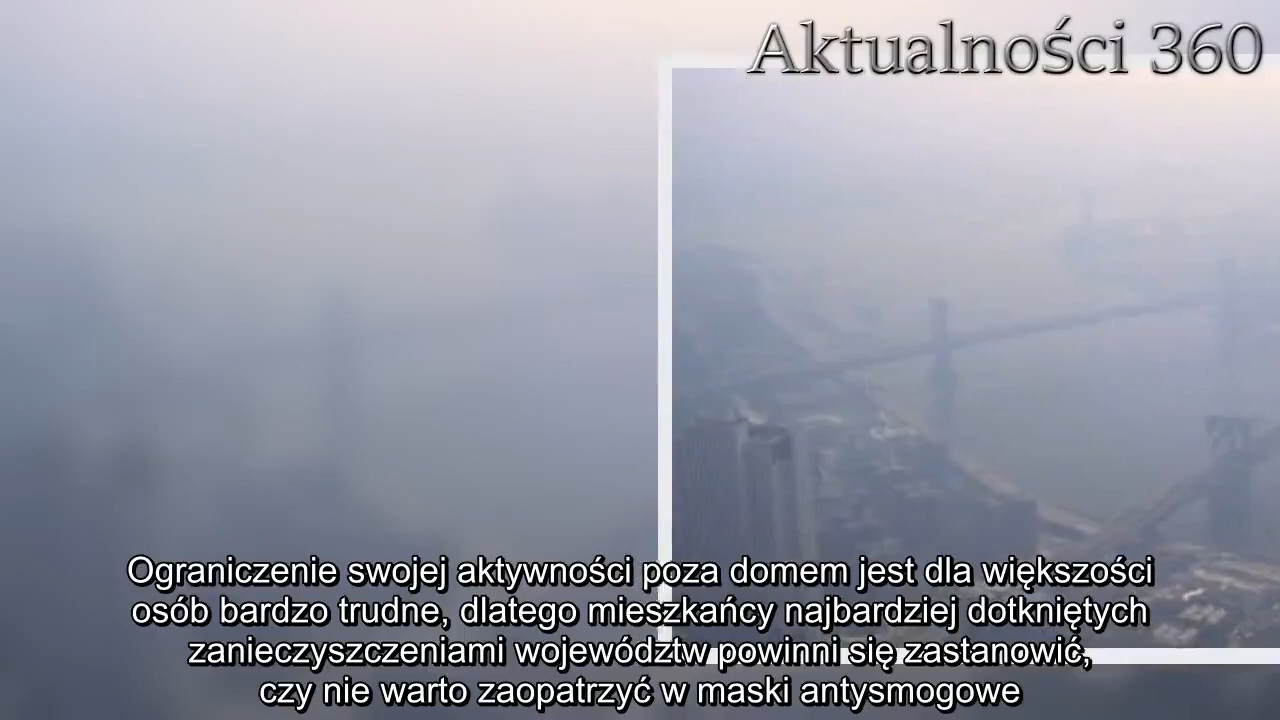 Aktualności 360
Ograniczenie swojej aktywności poza domem jest dla większości
osób bardzo trudne, dlatego mieszkańcy najbardziej dotkniętych
zanieczyszczeniami województw powinni się zastanowić,
czy nie warto zaopatrzyć w maski antysmogowe